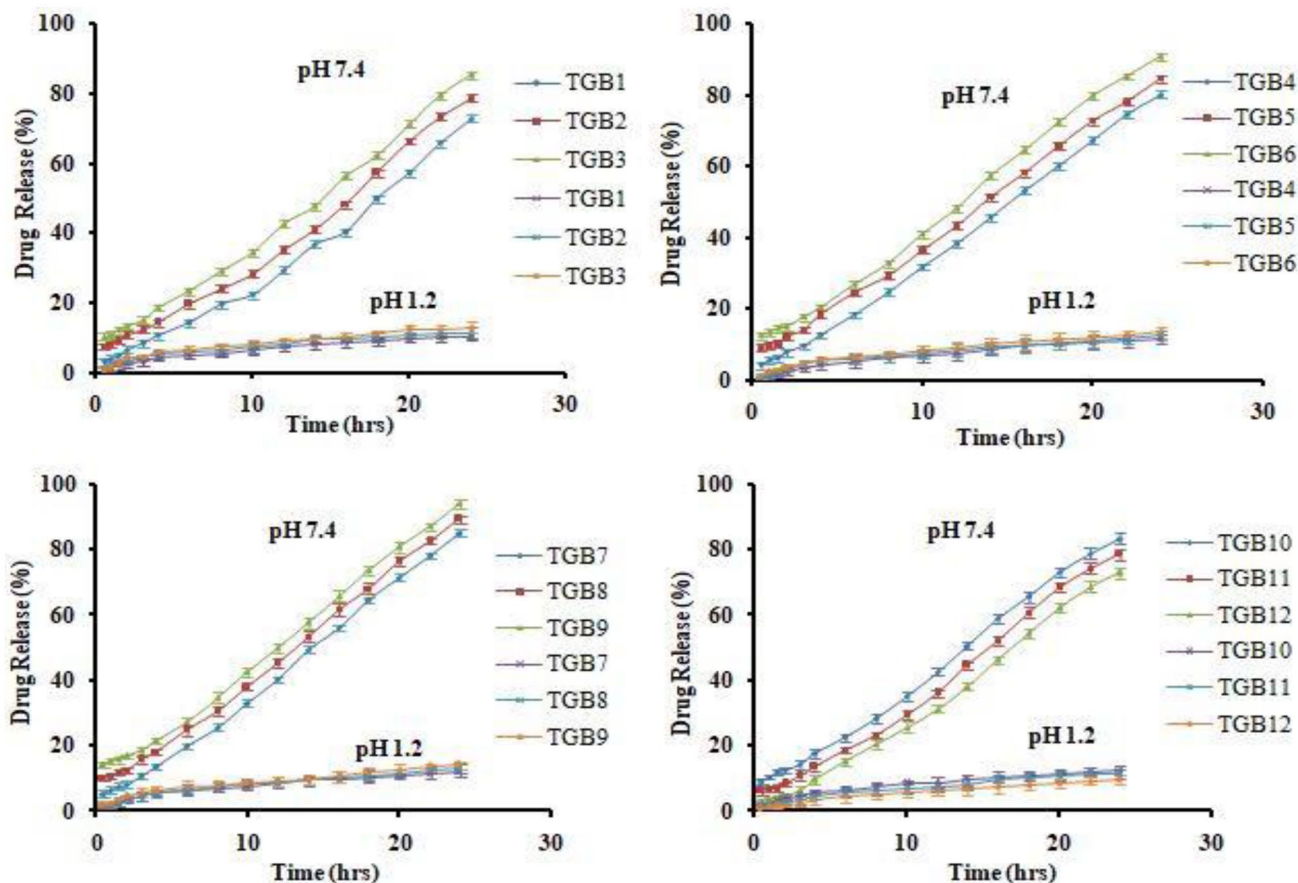 100
80
60
40
20
0
Drug Release (%)
pH 7.4
pH 1.2
0 10 20 30
Time (hrs)
TGB1
TGB2
TGB3
TGB1
TGB2
TGB3
100
80
60
40
20
0
Drug Release (%)
pH 7.4
pH 1.2
0 10 20 30
Time (hrs)
TGB4
TGB5
TGB6
TGB4
TGB5
TGB6
100
80
60
40
20
0
Drug Release (%)
pH 7.4
pH 1.2
0 10 20 30
Time (hrs)
TGB7
TGB8
TGB9
TGB7
TGB8
TGB9
100
80
60
40
20
0
Drug Release (%)
pH 7.4
pH 1.2
0 10 20 30
Time (hrs)
TGB10
TGB11
TGB12
TGB10
TGB11
TGB12